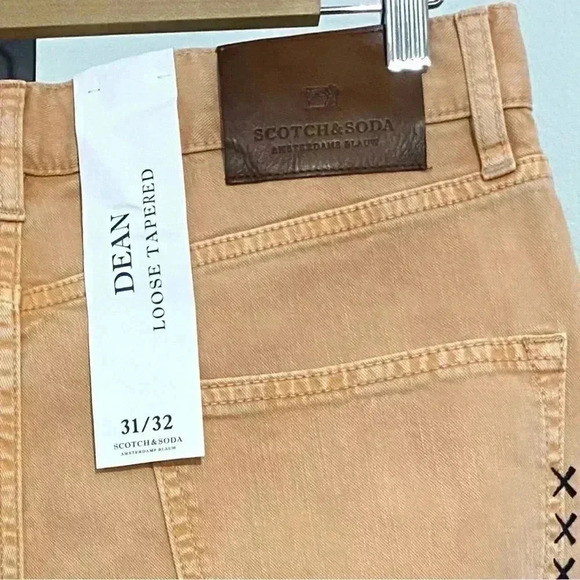 SCOTCH&SODA
AMSTERDAMS BLAUW
DEAN
LOOSE TAPERED
31/32
SCOTCH&SODA
AMSTERDAMS BLAUW